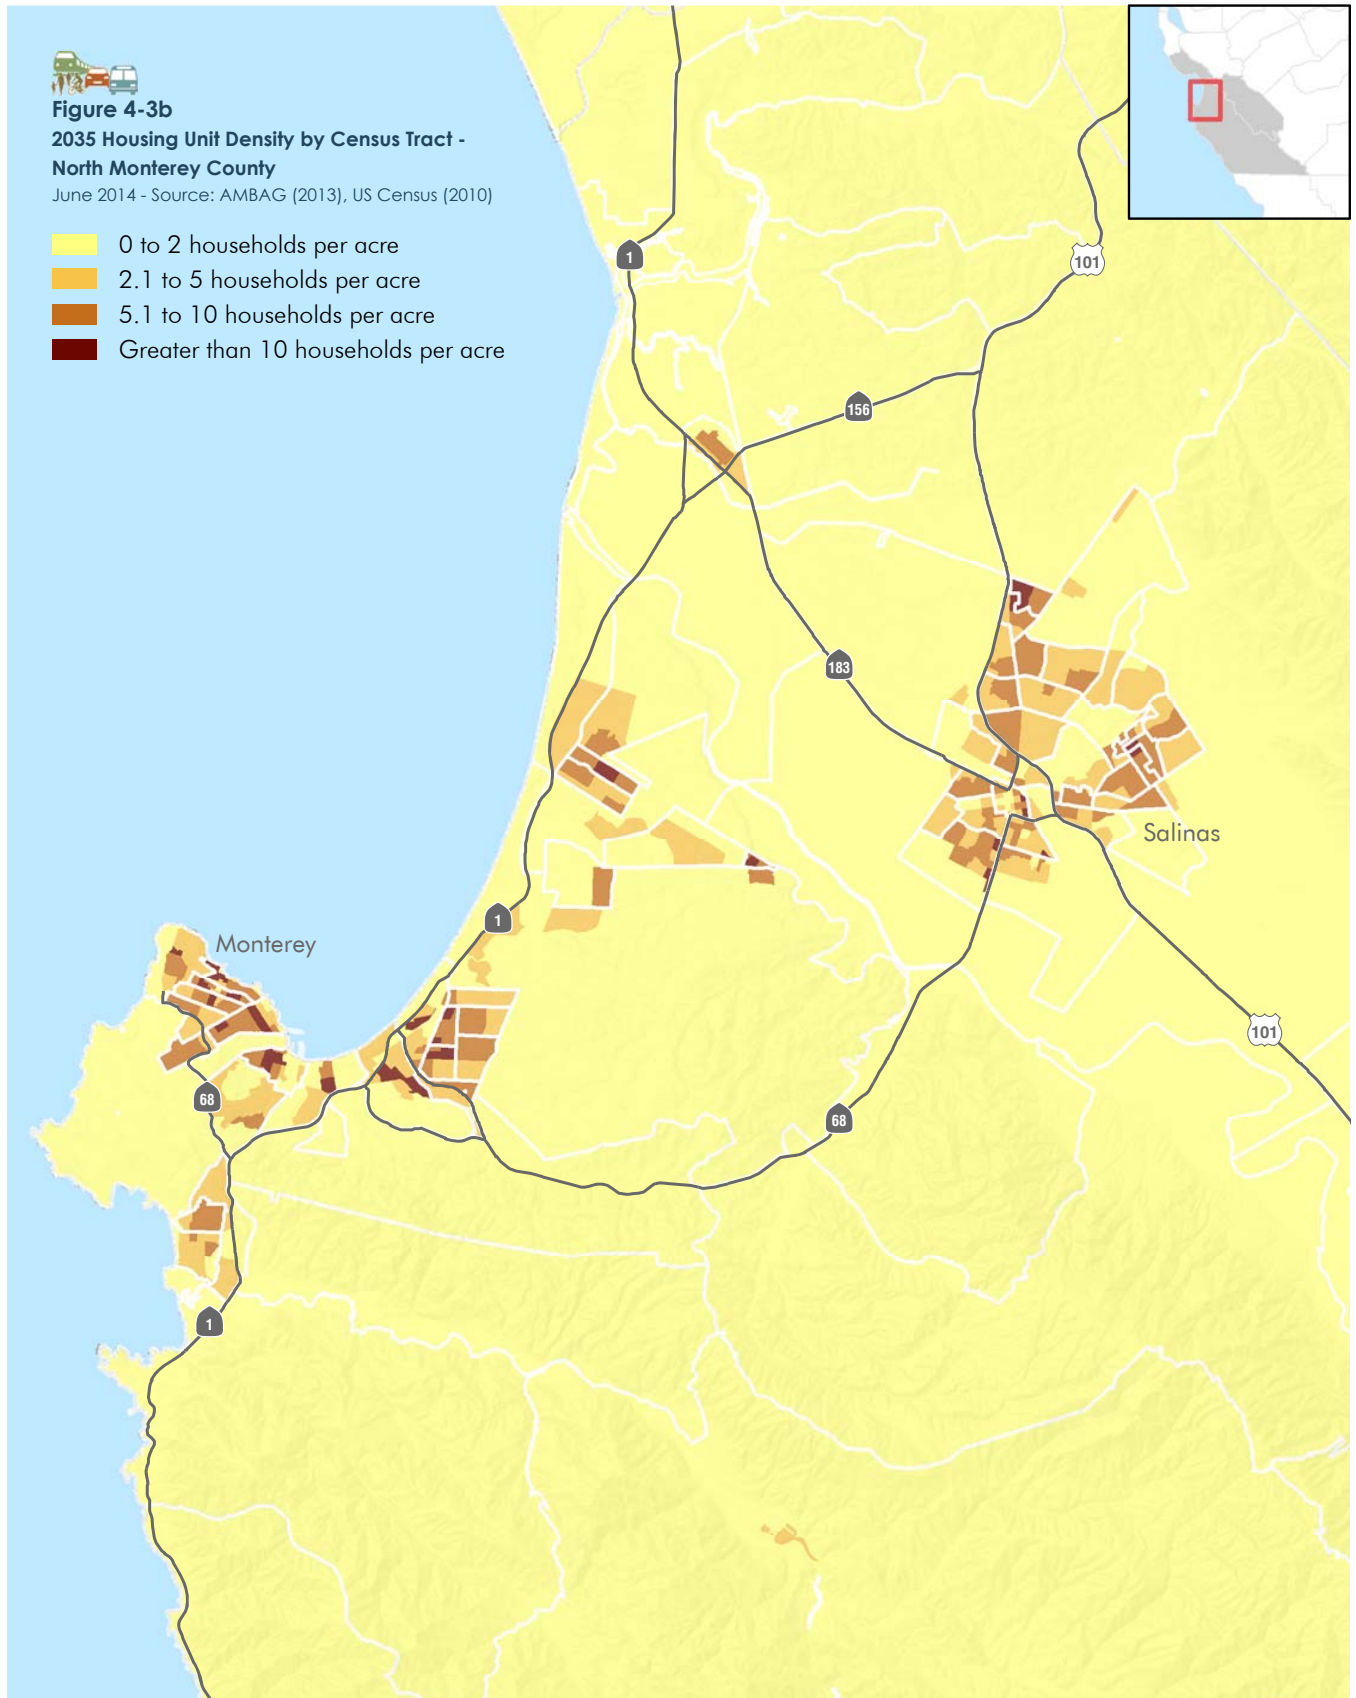 Figure 4-3b
2035 Housing Unit Density by Census Tract -
North Monterey County
June 2014 - Source: AMBAG (2013), US Census (2010)
0 to 2 households per acre
2.1 to 5 households per acre
5.1 to 10 households per acre
Greater than 10 households per acre
1
101
156
183
Salinas
1
Monterey
101
68
68
1